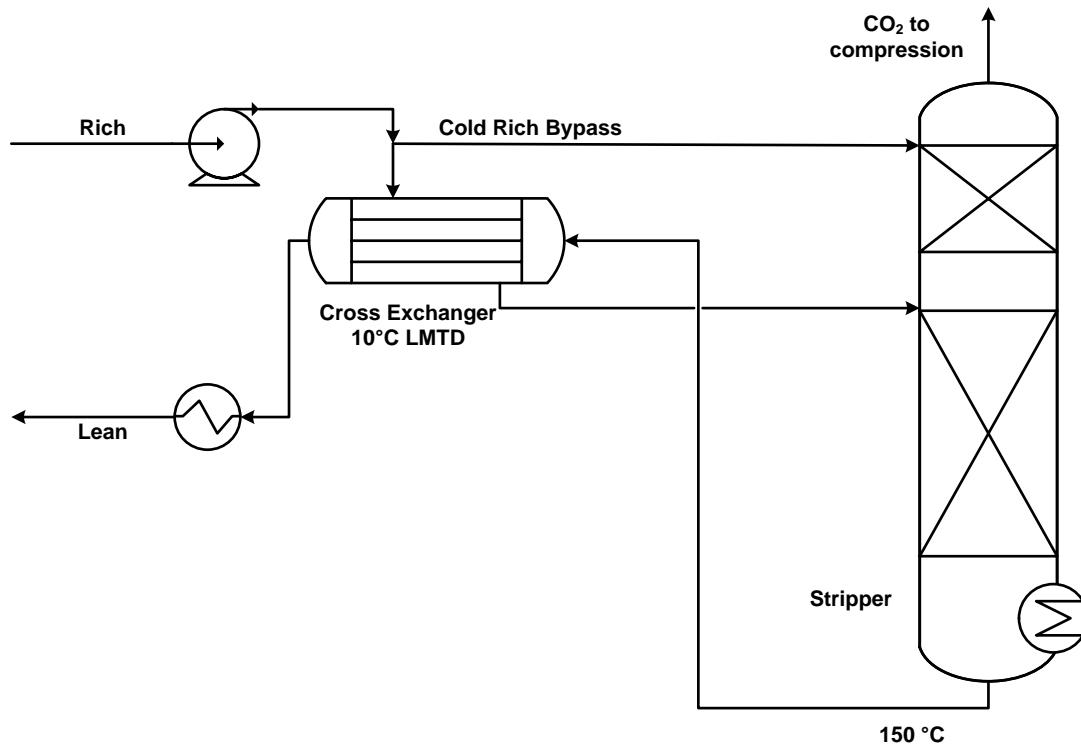 CO₂ to
compression
Rich
Cold Rich Bypass
Cross Exchanger
10°C LMTD
Lean
Stripper
150 °C